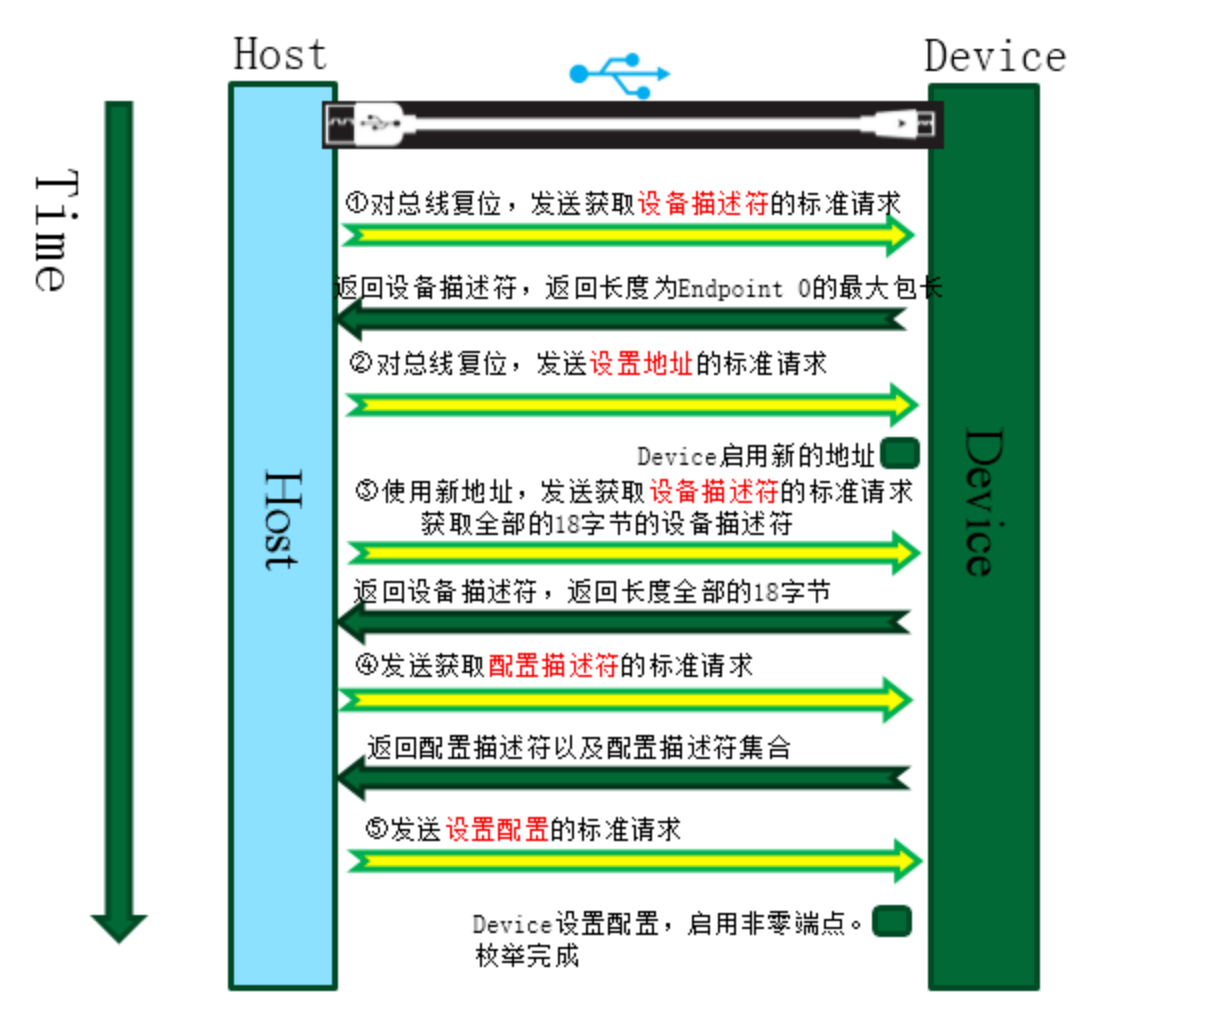 Host
Device
Time
①对总线复位，发送获取设备描述符的标准请求
返回设备描述符，返回长度为Endpoint 0的最大包长
②对总线复位，发送设置地址的标准请求
Device启用新的地址
③使用新地址，发送获取设备描述符的标准请求
获取全部的18字节的设备描述符
Host
Device
返回设备描述符，返回长度全部的18字节
④发送获取配置描述符的标准请求
返回配置描述符以及配置描述符集合
⑤发送设置配置的标准请求
Device设置配置，启用非零端点。
枚举完成